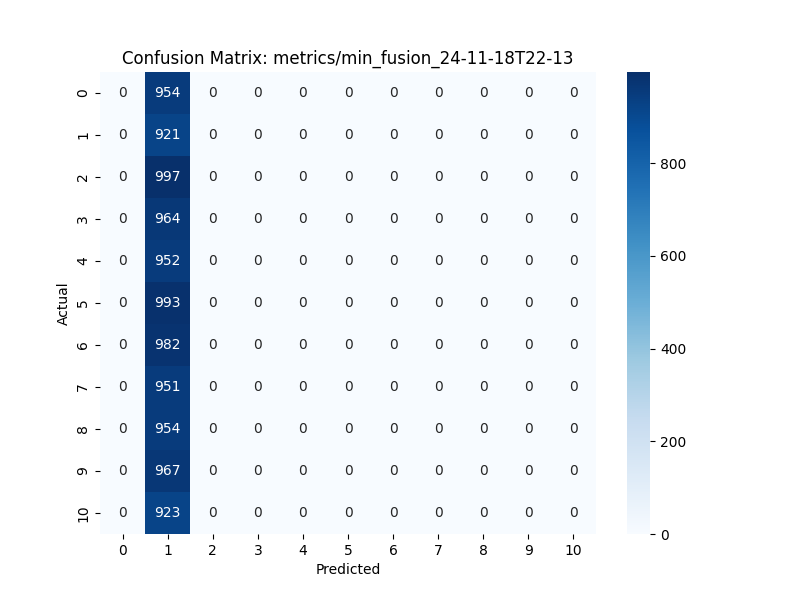 Confusion Matrix: metrics/min_fusion_24-11-18T22-13
0 0 954 0 0 0 0 0 0 0 0 0
1 0 921 0 0 0 0 0 0 0 0 0
2 0 997 0 0 0 0 0 0 0 0 0
3 0 964 0 0 0 0 0 0 0 0 0
4 0 952 0 0 0 0 0 0 0 0 0
5 0 993 0 0 0 0 0 0 0 0 0
6 0 982 0 0 0 0 0 0 0 0 0
7 0 951 0 0 0 0 0 0 0 0 0
8 0 954 0 0 0 0 0 0 0 0 0
9 0 967 0 0 0 0 0 0 0 0 0
10 0 923 0 0 0 0 0 0 0 0 0
0 1 2 3 4 5 6 7 8 9 10
Predicted
Actual
800
600
400
200
0